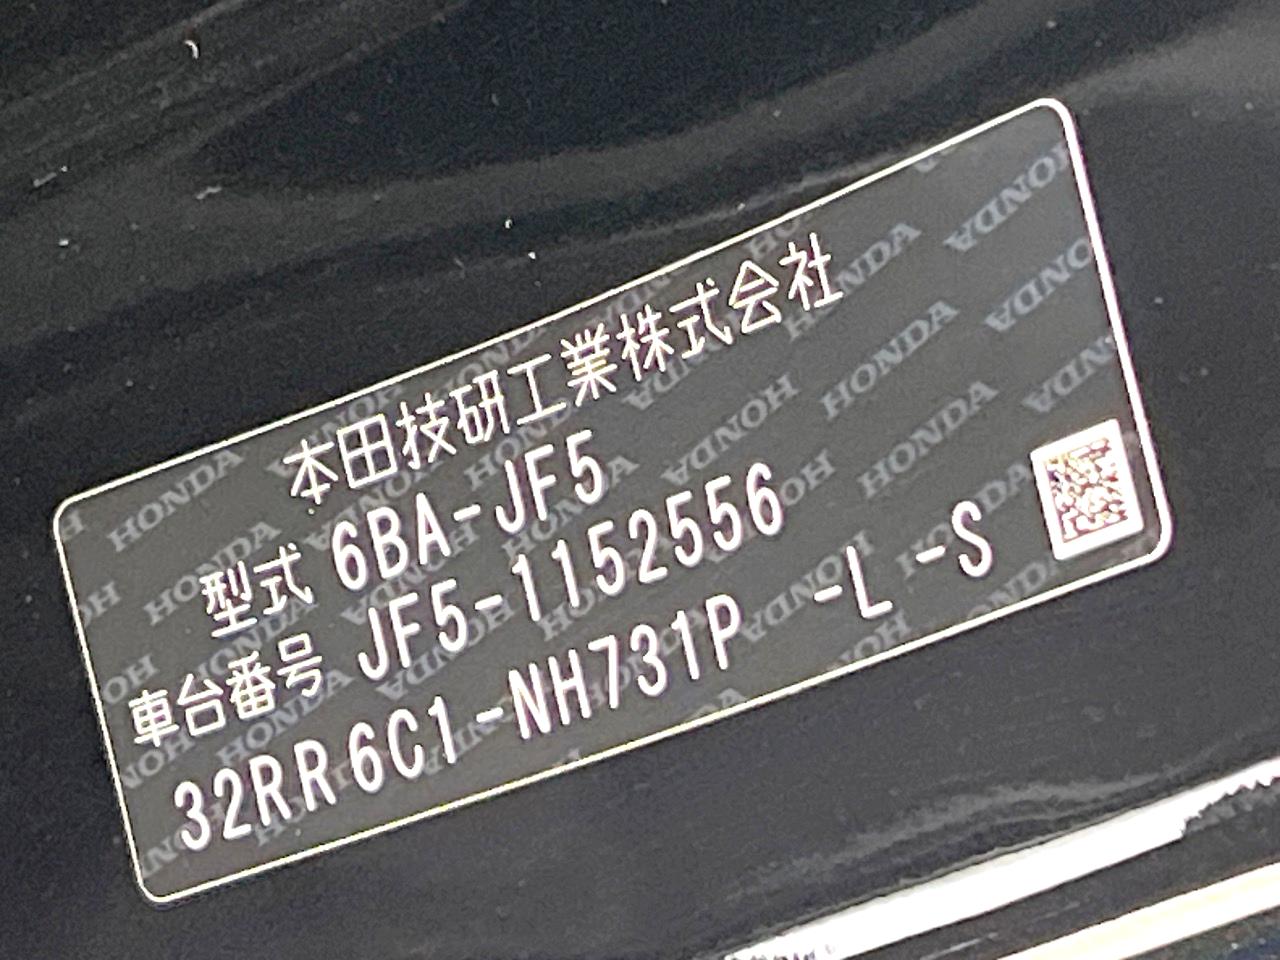 本田技研工業株式会社
型式 6BA-JF5
車台番号 JF5-1152556
32RR6C1-NH731P -L -S